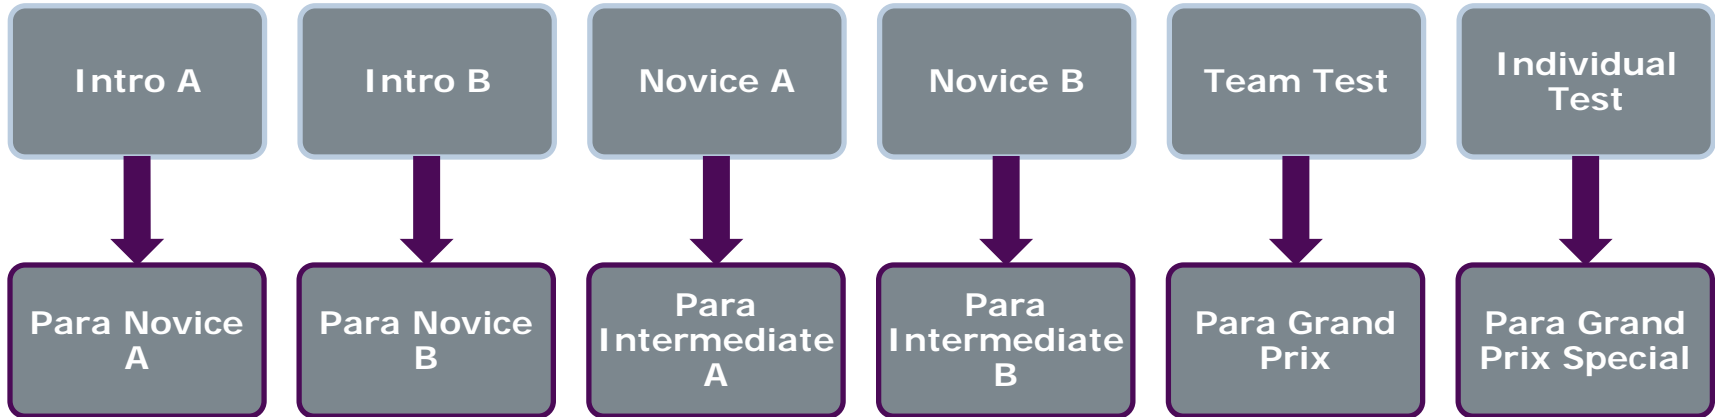 Intro A
Intro B
Novice A
Novice B
Team Test
Individual
Test
Para Novice
A
Para Novice
B
Para
Intermediate
A
Para
Intermediate
B
Para Grand
Prix
Para Grand
Prix Special